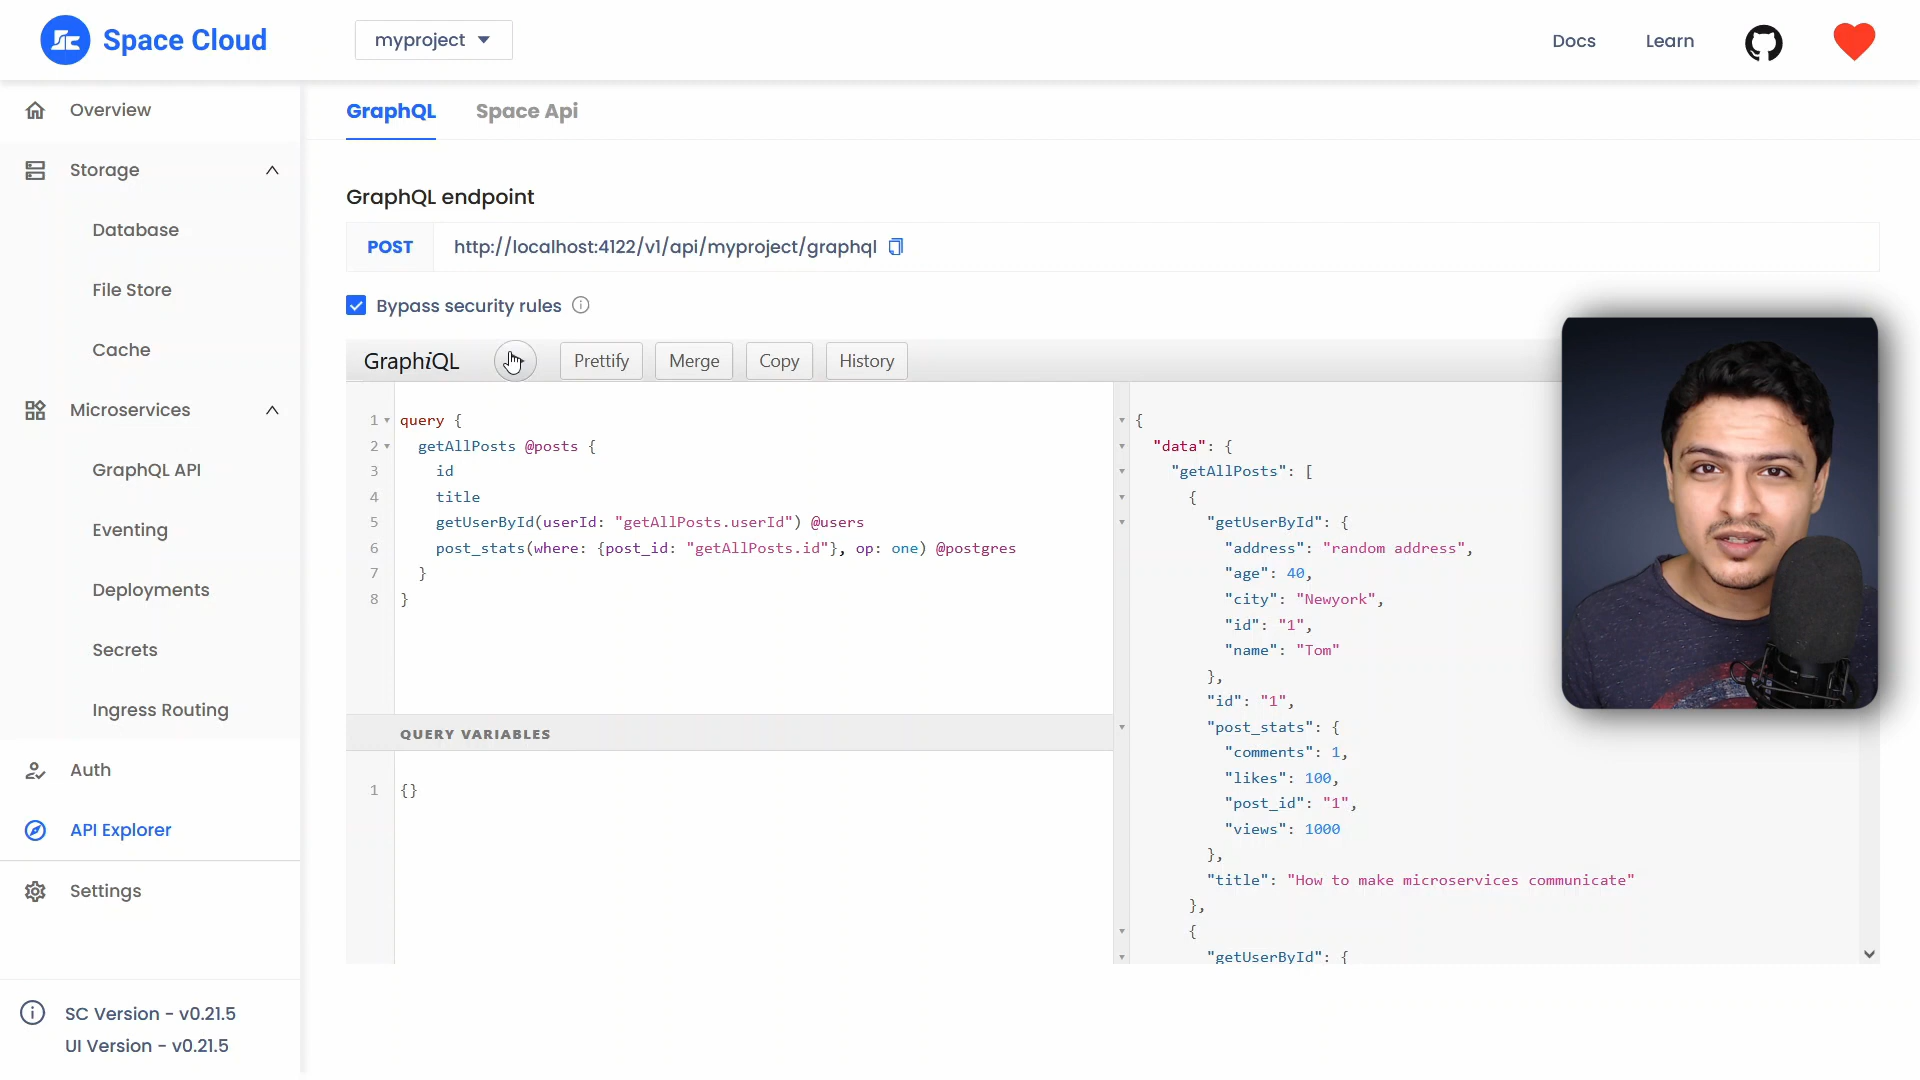 Space Cloud
myproject
Docs
Learn
Overview
Storage
Database
File Store
Cache
Microservices
GraphQL API
Eventing
Deployments
Secrets
Ingress Routing
Auth
API Explorer
Settings
SC Version - v0.21.5
UI Version - v0.21.5
GraphQL
Space Api
GraphQL endpoint
POST http://localhost:4122/v1/api/myproject/graphql
Bypass security rules
GraphiQL
Prettify
Merge
Copy
History
1 query {
2 getAllPosts @posts {
3 id
4 title
5 getUserById(userId: "getAllPosts.userId") @users
6 post_stats(where: {post_id: "getAllPosts.id"}, op: one) @postgres
7 }
8 }
QUERY VARIABLES
1 {}
{
"data": {
"getAllPosts": [
{
"getUserById": {
"address": "random address",
"age": 40,
"city": "Newyork",
"id": "1",
"name": "Tom"
},
"id": "1",
"post_stats": {
"comments": 1,
"likes": 100,
"post_id": "1",
"views": 1000
},
"title": "How to make microservices communicate"
},
{
"getUserById": {